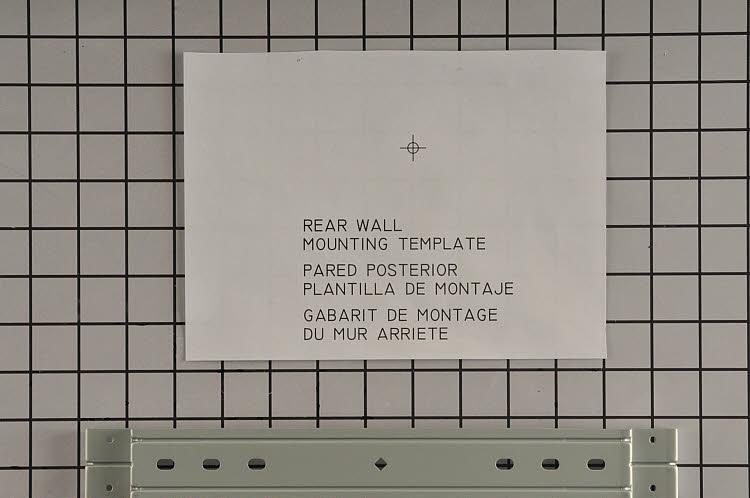 REAR WALL
MOUNTING TEMPLATE
PARED POSTERIOR
PLANTILLA DE MONTAJE
GABARIT DE MONTAGE
DU MUR ARRIETE